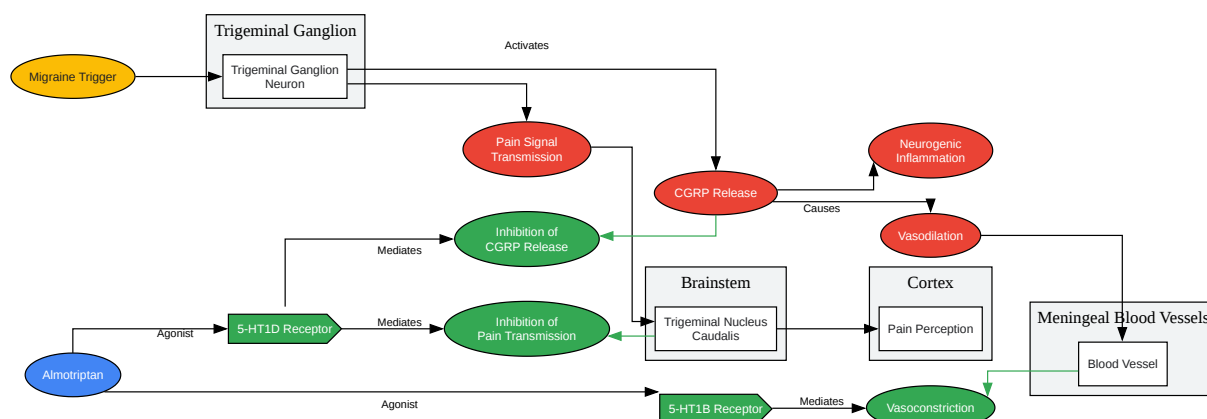 Trigeminal Ganglion
Activates
Migraine Trigger
Trigeminal Ganglion
Neuron
Pain Signal
Transmission
Neurogenic
Inflammation
CGRP Release
Causes
Inhibition of
CGRP Release
Mediates
Vasodilation
Brainstem
Cortex
Meningeal Blood Vessels
Agonist
5-HT1D Receptor
Mediates
Inhibition of
Pain Transmission
Trigeminal Nucleus
Caudalis
Pain Perception
Blood Vessel
Almotriptan
Agonist
5-HT1B Receptor
Mediates
Vasoconstriction